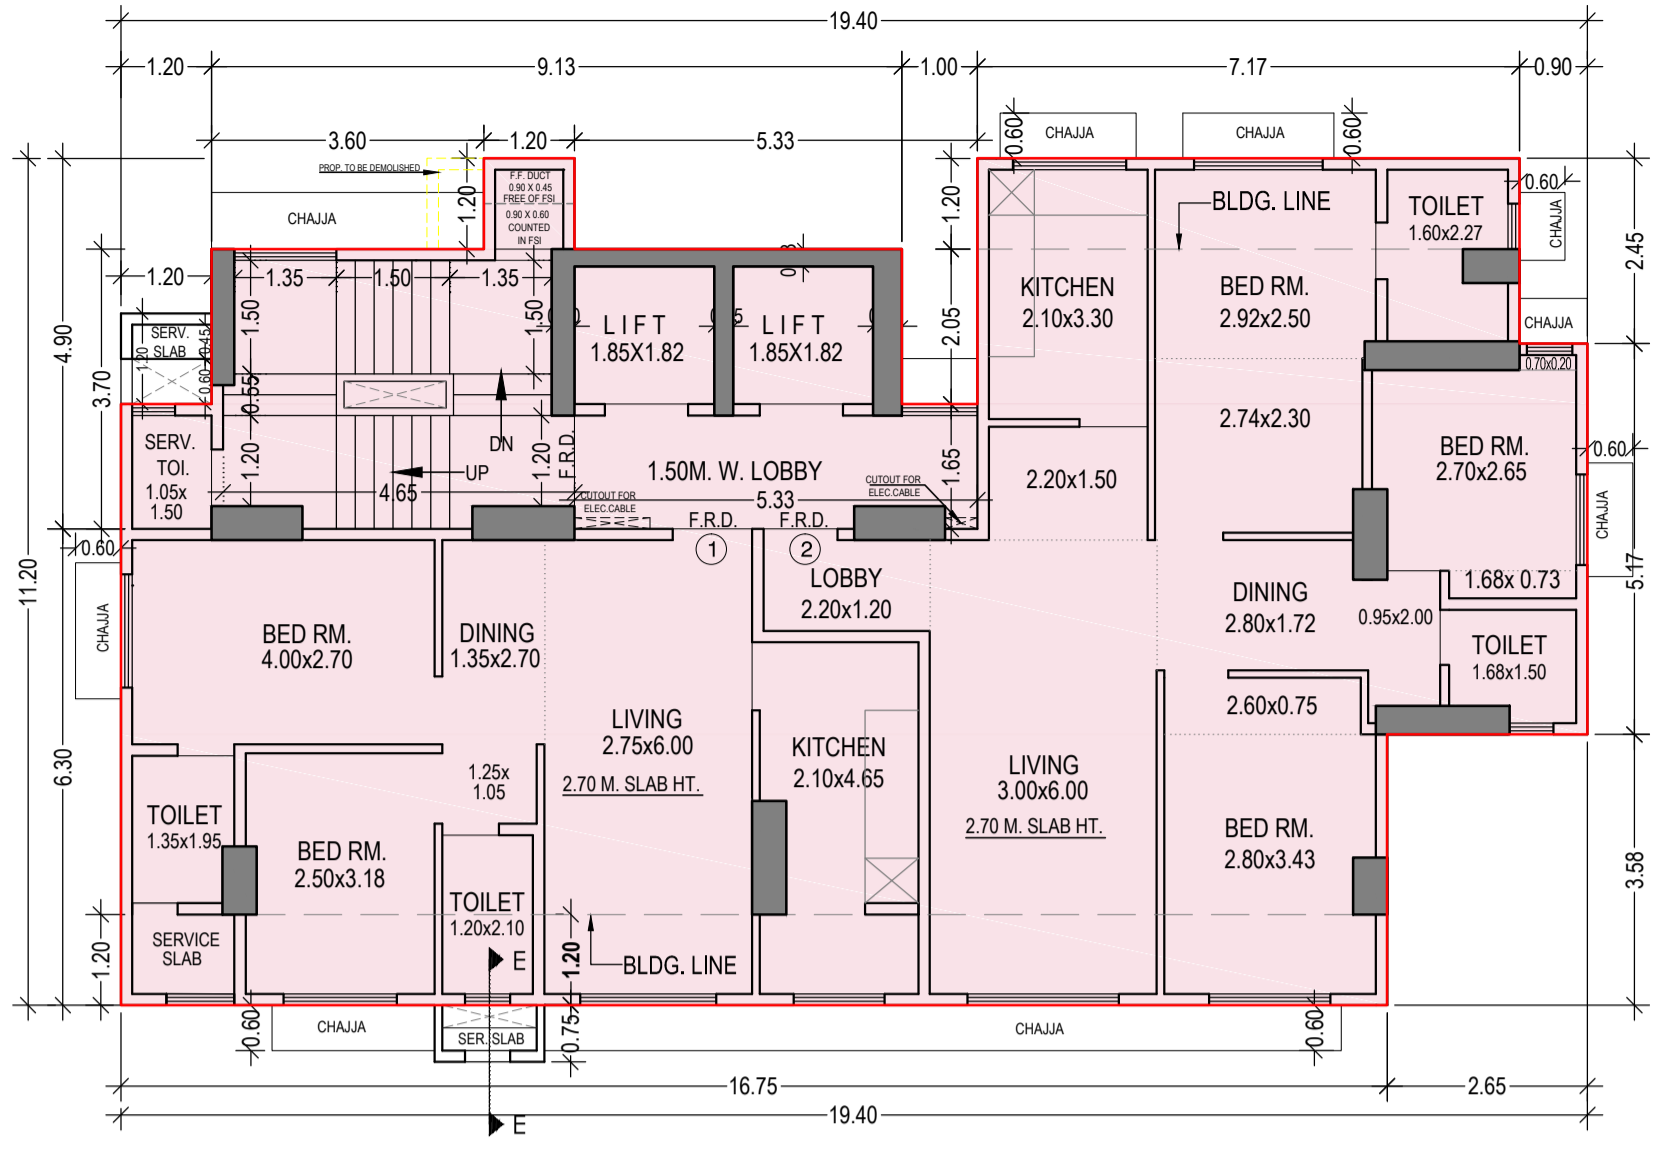 19.40
1.20
9.13
1.00
7.17
0.90
3.60
1.20
5.33
0.60
CHAJJA
CHAJJA
0.60
PROP. TO BE DEMOLISHED
F.F. DUCT
0.90 X 0.45
FREE OF FSI
0.90 X 0.60
COUNTED
IN FSI
1.20
CHAJJA
1.20
BLDG. LINE
TOILET
1.60x2.27
0.60
CHAJJA
2.45
1.20
1.35
1.50
1.35
KITCHEN
2.10x3.30
BED RM.
2.92x2.50
4.90
3.70
SERV.
SLAB
1.20
0.45
0.60
1.50
1.50
LIFT
1.85X1.82
LIFT
1.85X1.82
2.05
CHAJJA
0.70x0.20
0.55
DN
F.R.D.
2.74x2.30
BED RM.
2.70x2.65
0.60
SERV.
TOI.
1.05x
1.50
1.20
UP
1.20
4.65
1.50M. W. LOBBY
5.33
CUTOUT FOR
ELEC.CABLE
CUTOUT FOR
ELEC.CABLE
1.65
2.20x1.50
CHAJJA
F.R.D.
F.R.D.
1
2
0.60
11.20
CHAJJA
BED RM.
4.00x2.70
DINING
1.35x2.70
LOBBY
2.20x1.20
DINING
2.80x1.72
1.68x 0.73
0.95x2.00
5.17
TOILET
1.68x1.50
6.30
LIVING
2.75x6.00
2.70 M. SLAB HT.
KITCHEN
2.10x4.65
LIVING
3.00x6.00
2.70 M. SLAB HT.
2.60x0.75
1.25x
1.05
TOILET
1.35x1.95
BED RM.
2.50x3.18
TOILET
1.20x2.10
BED RM.
2.80x3.43
3.58
SERVICE
SLAB
1.20
E
1.20
BLDG. LINE
0.60
CHAJJA
SER. SLAB
0.75
CHAJJA
0.60
16.75
2.65
19.40
E